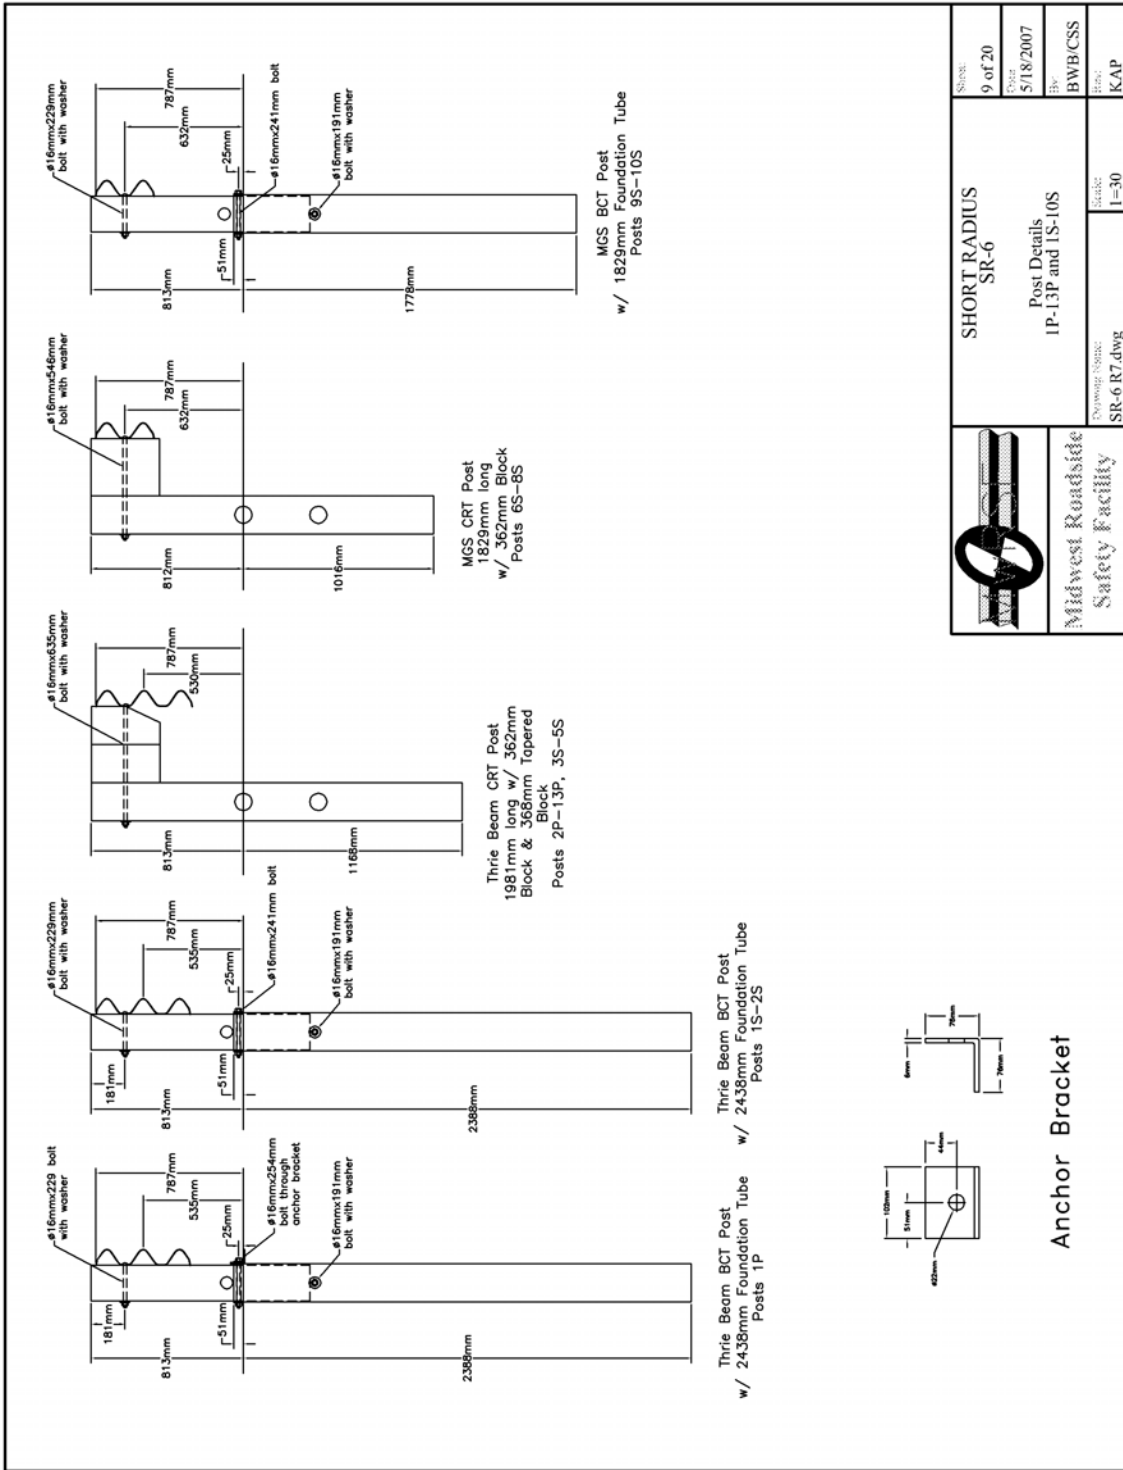 ø16mmx229 bolt
with washer
181mm
813mm
787mm
535mm
25mm
51mm
ø16mmx254mm
bolt through
anchor bracket
ø16mmx191mm
bolt with washer
2388mm
Thrie Beam BCT Post
w/ 2438mm Foundation Tube
Posts 1P
ø16mmx229mm
bolt with washer
181mm
813mm
787mm
535mm
25mm
51mm
ø16mmx241mm bolt
ø16mmx191mm
bolt with washer
2388mm
Thrie Beam BCT Post
w/ 2438mm Foundation Tube
Posts 1S-2S
ø16mmx635mm
bolt with washer
813mm
787mm
530mm
1168mm
Thrie Beam CRT Post
1981mm long w/ 362mm
Block & 368mm Tapered
Block
Posts 2P-13P, 3S-5S
ø16mmx546mm
bolt with washer
812mm
787mm
632mm
1016mm
MGS CRT Post
1829mm long
w/ 362mm Block
Posts 6S-8S
ø16mmx229mm
bolt with washer
813mm
787mm
632mm
25mm
51mm
ø16mmx241mm bolt
ø16mmx191mm
bolt with washer
1778mm
MGS BCT Post
w/ 1829mm Foundation Tube
Posts 9S-10S
102mm
51mm
44mm
ø22mm
6mm
76mm
76mm
Anchor Bracket
MwRSF
Midwest Roadside
Safety Facility
SHORT RADIUS
SR-6
Post Details
1P-13P and 1S-10S
Drawing Name:
SR-6 R7.dwg
Scale:
1=30
Sheet:
9 of 20
Date:
5/18/2007
By:
BWB/CSS
Rev.:
KAP